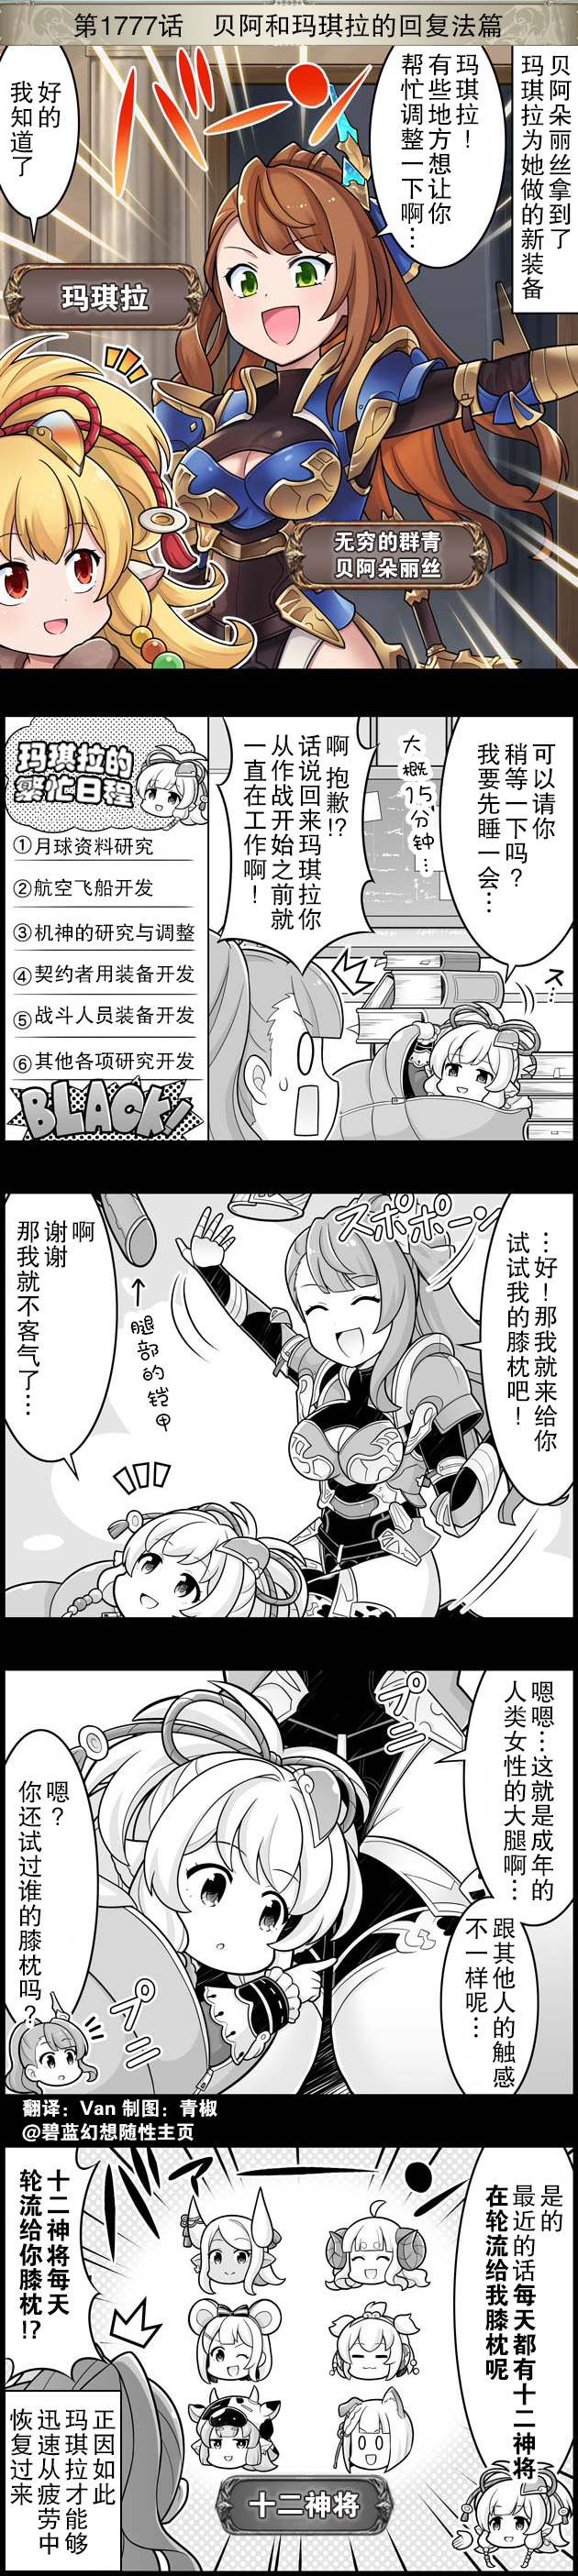 第1777话　贝阿和玛琪拉的回复法篇
贝阿朵丽丝拿到了
玛琪拉为她做的新装备
玛琪拉！
有些地方想让你
帮忙调整一下啊…
バーン
好的
我知道了
玛琪拉
无穷的群青
贝阿朵丽丝
可以请你
稍等一下吗？
我要先睡一会…
大概15分钟…
ス…
啊 抱歉!?
话说回来玛琪拉你
从作战开始之前就
一直在工作啊！
玛琪拉的
繁忙日程
①月球资料研究
②航空飞船开发
③机神的研究与调整
④契约者用装备开发
⑤战斗人员装备开发
⑥其他各项研究开发
BLACK!
…好！那我就来给你
试试我的膝枕吧！
スポポーン
↑腿部的铠甲
啊
谢谢
那我就不客气了…
嗯嗯…这就是成年的
人类女性的大腿啊…
跟其他人的触感
不一样呢…
プニ
プニ
嗯？
你还试过谁的膝枕吗？
翻译：Van 制图：青椒
@碧蓝幻想随性主页
是的
最近的话每天都有十二神将
在轮流给我膝枕呢
十二神将每天
轮流给你膝枕!?
十二神将
正因如此
玛琪拉才能够
迅速从疲劳中
恢复过来